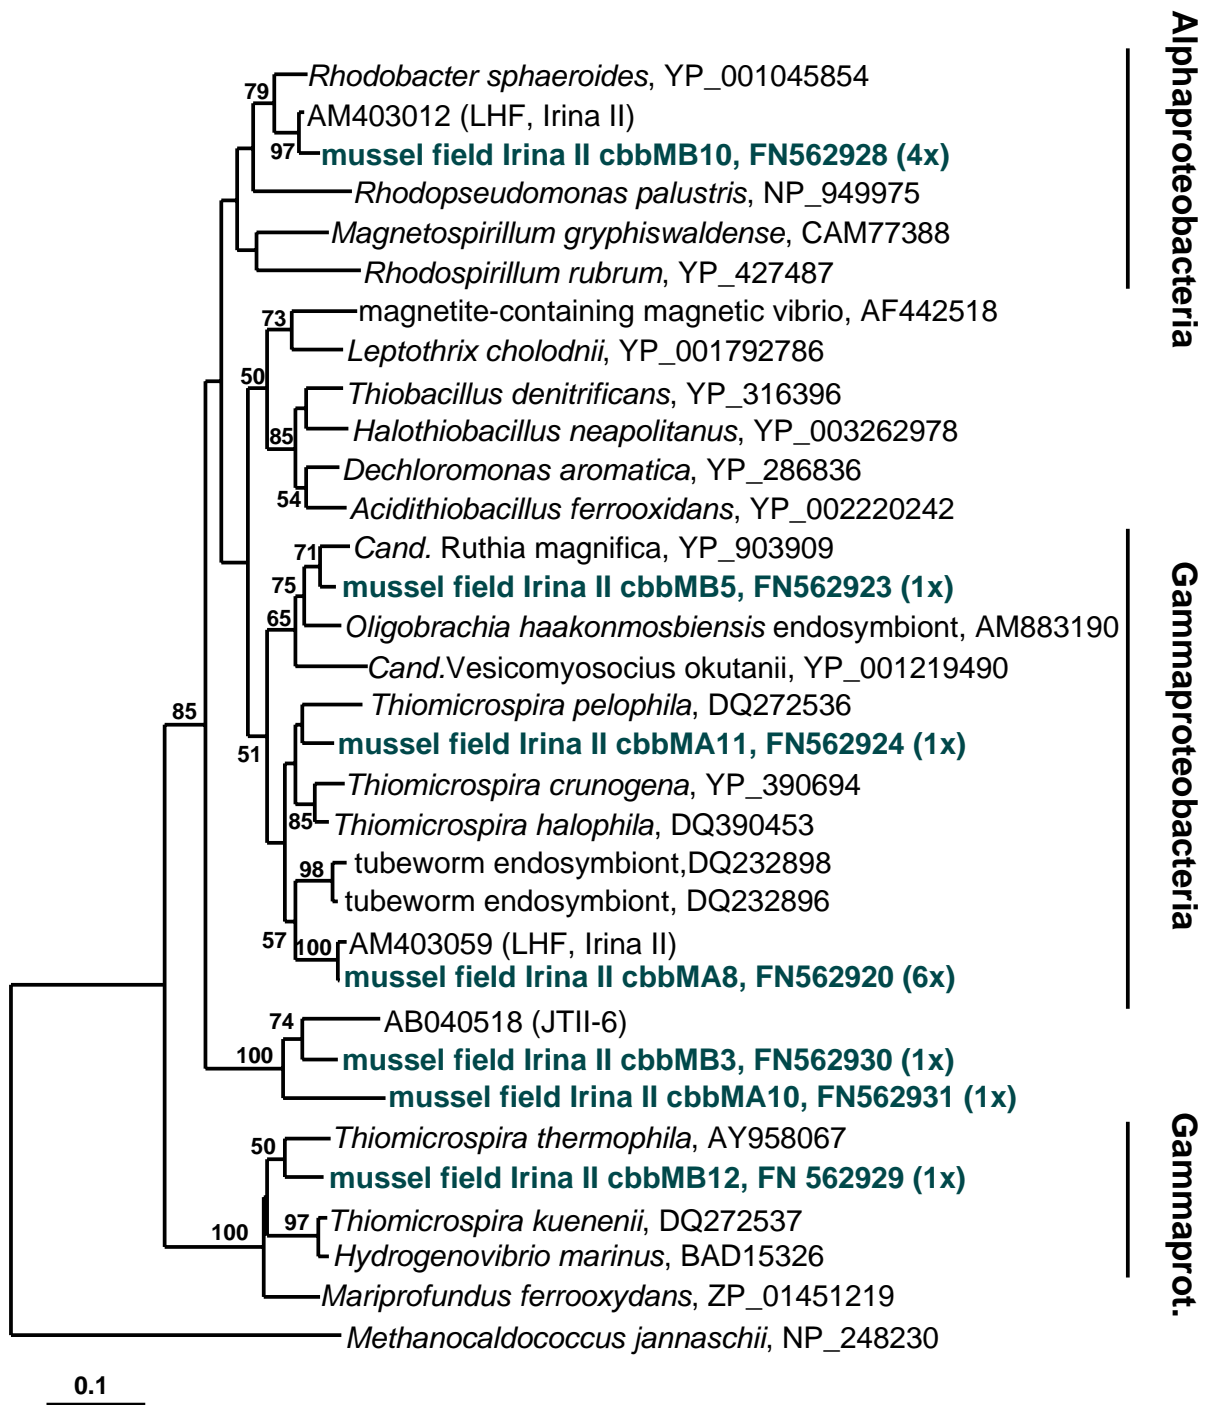 Alphaproteobacteria
79
Rhodobacter sphaeroides, YP_001045854
AM403012 (LHF, Irina II)
97
mussel field Irina II cbbMB10, FN562928 (4x)
Rhodopseudomonas palustris, NP_949975
Magnetospirillum gryphiswaldense, CAM77388
Rhodospirillum rubrum, YP_427487
73
magnetite-containing magnetic vibrio, AF442518
Leptothrix cholodnii, YP_001792786
50
Thiobacillus denitrificans, YP_316396
85
Halothiobacillus neapolitanus, YP_003262978
Dechloromonas aromatica, YP_286836
54
Acidithiobacillus ferrooxidans, YP_002220242
Gammaproteobacteria
71
Cand. Ruthia magnifica, YP_903909
75
mussel field Irina II cbbMB5, FN562923 (1x)
65
Oligobrachia haakonmosbiensis endosymbiont, AM883190
Cand.Vesicomyosocius okutanii, YP_001219490
85
Thiomicrospira pelophila, DQ272536
51
mussel field Irina II cbbMA11, FN562924 (1x)
Thiomicrospira crunogena, YP_390694
85
Thiomicrospira halophila, DQ390453
98
tubeworm endosymbiont,DQ232898
tubeworm endosymbiont, DQ232896
57
100
AM403059 (LHF, Irina II)
mussel field Irina II cbbMA8, FN562920 (6x)
74
AB040518 (JTII-6)
100
mussel field Irina II cbbMB3, FN562930 (1x)
mussel field Irina II cbbMA10, FN562931 (1x)
Gammaprot.
50
Thiomicrospira thermophila, AY958067
mussel field Irina II cbbMB12, FN 562929 (1x)
100
97
Thiomicrospira kuenenii, DQ272537
Hydrogenovibrio marinus, BAD15326
Mariprofundus ferrooxydans, ZP_01451219
Methanocaldococcus jannaschii, NP_248230
0.1